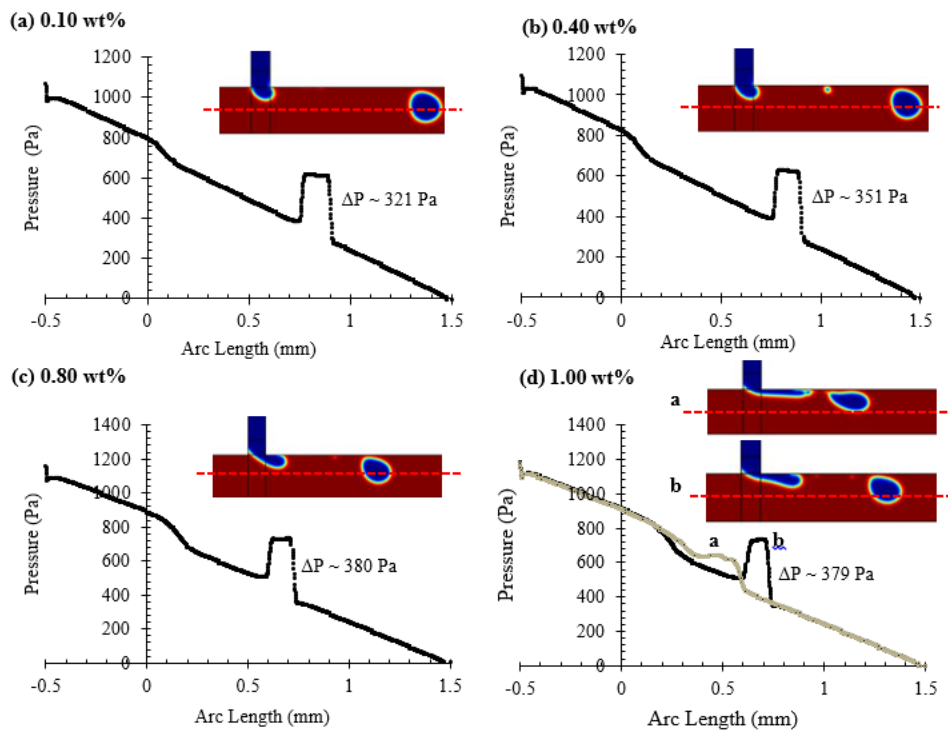 (a) 0.10 wt%
1200
1000
800
600
400
200
0
-0.5
0
0.5
1
1.5
Pressure (Pa)
Arc Length (mm)
ΔP ~ 321 Pa
(b) 0.40 wt%
1200
1000
800
600
400
200
0
-0.5
0
0.5
1
1.5
Pressure (Pa)
Arc Length (mm)
ΔP ~ 351 Pa
(c) 0.80 wt%
1400
1200
1000
800
600
400
200
0
-0.5
0
0.5
1
1.5
Pressure (Pa)
Arc Length (mm)
ΔP ~ 380 Pa
(d) 1.00 wt%
a
b
1400
1200
1000
800
600
400
200
0
-0.5
0
0.5
1
1.5
Pressure (Pa)
Arc Length (mm)
a
b
ΔP ~ 379 Pa